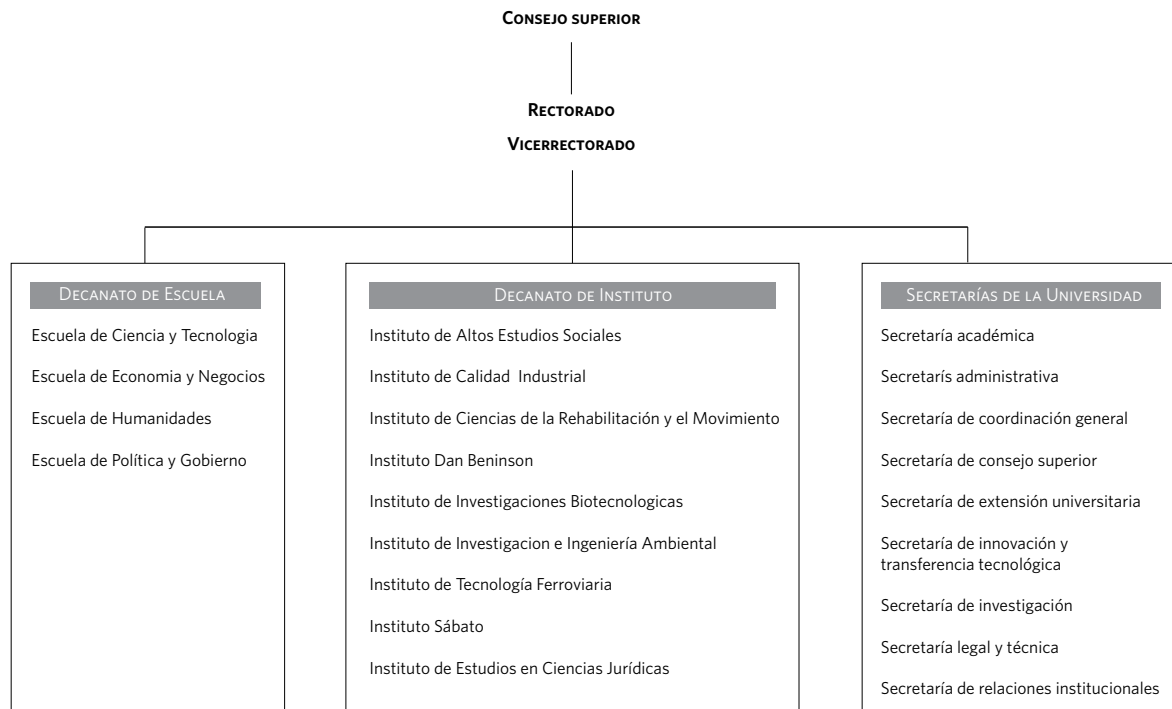 CONSEJO SUPERIOR
RECTORADO
VICERRECTORADO
DECANATO DE ESCUELA
Escuela de Ciencia y Tecnologia
Escuela de Economia y Negocios
Escuela de Humanidades
Escuela de Política y Gobierno
DECANATO DE INSTITUTO
Instituto de Altos Estudios Sociales
Instituto de Calidad Industrial
Instituto de Ciencias de la Rehabilitación y el Movimiento
Instituto Dan Beninson
Instituto de Investigaciones Biotecnologicas
Instituto de Investigacion e Ingeniería Ambiental
Instituto de Tecnología Ferroviaria
Instituto Sábato
Instituto de Estudios en Ciencias Jurídicas
SECRETARÍAS DE LA UNIVERSIDAD
Secretaría académica
Secretarís administrativa
Secretaría de coordinación general
Secretaría de consejo superior
Secretaría de extensión universitaria
Secretaría de innovación y
transferencia tecnológica
Secretaría de investigación
Secretaría legal y técnica
Secretaría de relaciones institucionales